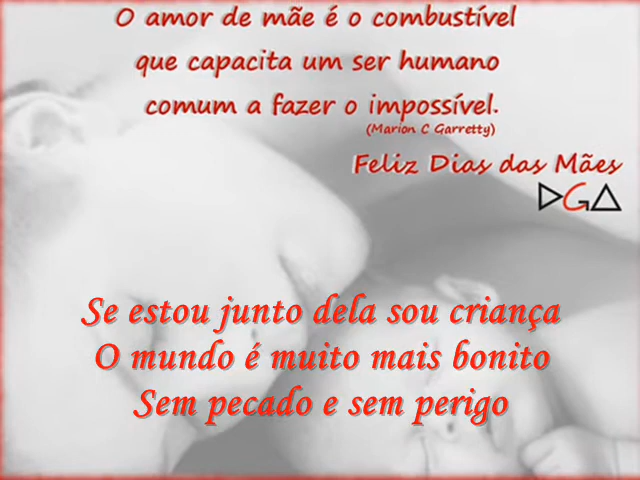 O amor de mãe é o combustível
que capacita um ser humano
comum a fazer o impossível.
(Marion C Garretty)
Feliz Dias das Mães
DGA
Se estou junto dela sou criança
O mundo é muito mais bonito
Sem pecado e sem perigo